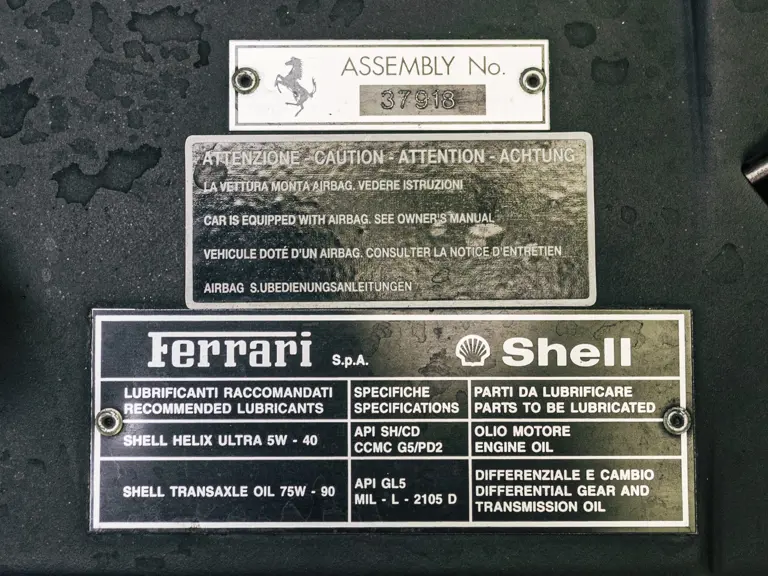 ASSEMBLY No.
37918
ATTENZIONE - CAUTION - ATTENTION - ACHTUNG
LA VETTURA MONTA AIRBAG. VEDERE ISTRUZIONI
CAR IS EQUIPPED WITH AIRBAG. SEE OWNER'S MANUAL
VEHICULE DOTÉ D'UN AIRBAG. CONSULTER LA NOTICE D'ENTRETIEN
AIRBAG S.UBEDIENUNGSANLEITUNGEN
Ferrari S.p.A. Shell
LUBRIFICANTI RACCOMANDATI
RECOMMENDED LUBRICANTS
SPECIFICHE
SPECIFICATIONS
PARTI DA LUBRIFICARE
PARTS TO BE LUBRICATED
SHELL HELIX ULTRA 5W - 40
API SH/CD
CCMC G5/PD2
OLIO MOTORE
ENGINE OIL
SHELL TRANSAXLE OIL 75W - 90
API GL5
MIL - L - 2105 D
DIFFERENZIALE E CAMBIO
DIFFERENTIAL GEAR AND
TRANSMISSION OIL